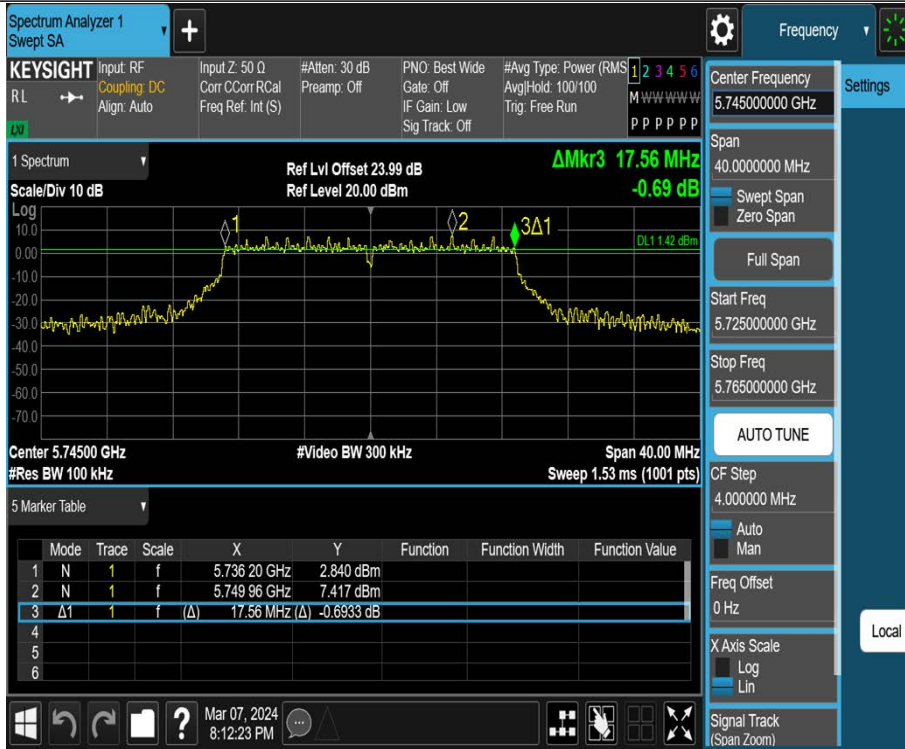 Spectrum Analyzer 1
Swept SA
+
Frequency
KEYSIGHT
Input: RF
Input Z: 50 Ω
#Atten: 30 dB
PNO: Best Wide
#Avg Type: Power (RMS
1 2 3 4 5 6
R L
Coupling: DC
Corr CCorr RCal
Preamp: Off
Gate: Off
Avg|Hold: 100/100
M W W W W W
Align: Auto
Freq Ref: Int (S)
IF Gain: Low
Trig: Free Run
LXI
Sig Track: Off
P P P P P P
1 Spectrum
Ref Lvl Offset 23.99 dB
ΔMkr3 17.56 MHz
Scale/Div 10 dB
Ref Level 20.00 dBm
-0.69 dB
Log
10.0
0.00
-10.0
-20.0
-30.0
-40.0
-50.0
-60.0
-70.0
1
2
3Δ1
DL1 1.42 dBm
Center 5.74500 GHz
#Video BW 300 kHz
Span 40.00 MHz
#Res BW 100 kHz
Sweep 1.53 ms (1001 pts)
5 Marker Table
Mode Trace Scale X Y Function Function Width Function Value
1 N 1 f 5.736 20 GHz 2.840 dBm
2 N 1 f 5.749 96 GHz 7.417 dBm
3 Δ1 1 f (Δ) 17.56 MHz (Δ) -0.6933 dB
4
5
6
?
Mar 07, 2024
8:12:23 PM
Center Frequency
5.745000000 GHz
Span
40.0000000 MHz
Swept Span
Zero Span
Full Span
Start Freq
5.725000000 GHz
Stop Freq
5.765000000 GHz
AUTO TUNE
CF Step
4.000000 MHz
Auto
Man
Freq Offset
0 Hz
X Axis Scale
Log
Lin
Signal Track
(Span Zoom)
Settings
Local